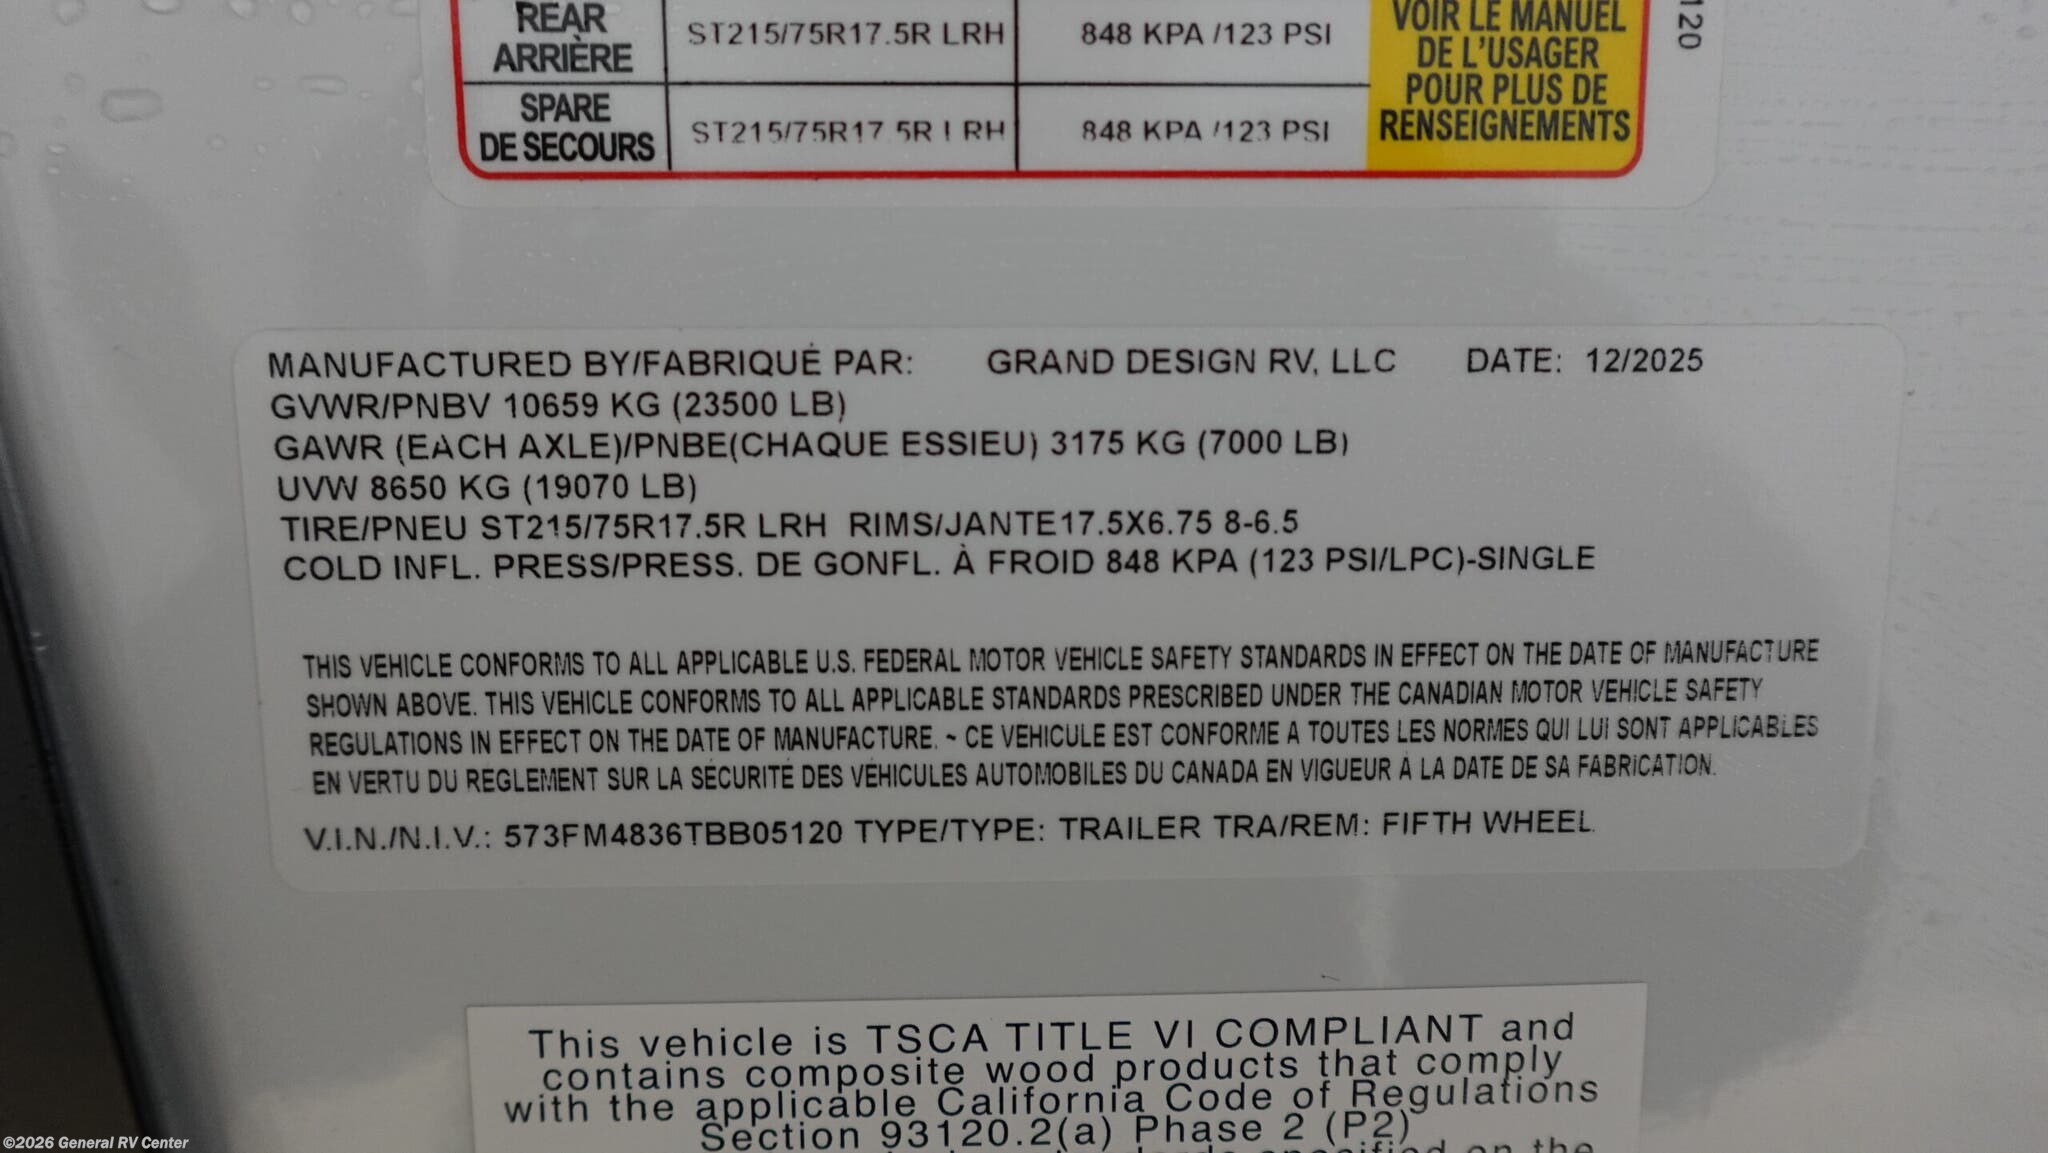 REAR
ARRIÈRE
ST215/75R17.5R LRH
848 KPA /123 PSI
SPARE
DE SECOURS
ST215/75R17.5R LRH
848 KPA /123 PSI
VOIR LE MANUEL
DE L'USAGER
POUR PLUS DE
RENSEIGNEMENTS
120
MANUFACTURED BY/FABRIQUÉ PAR: GRAND DESIGN RV, LLC DATE: 12/2025
GVWR/PNBV 10659 KG (23500 LB)
GAWR (EACH AXLE)/PNBE(CHAQUE ESSIEU) 3175 KG (7000 LB)
UVW 8650 KG (19070 LB)
TIRE/PNEU ST215/75R17.5R LRH RIMS/JANTE17.5X6.75 8-6.5
COLD INFL. PRESS/PRESS. DE GONFL. À FROID 848 KPA (123 PSI/LPC)-SINGLE
THIS VEHICLE CONFORMS TO ALL APPLICABLE U.S. FEDERAL MOTOR VEHICLE SAFETY STANDARDS IN EFFECT ON THE DATE OF MANUFACTURE
SHOWN ABOVE. THIS VEHICLE CONFORMS TO ALL APPLICABLE STANDARDS PRESCRIBED UNDER THE CANADIAN MOTOR VEHICLE SAFETY
REGULATIONS IN EFFECT ON THE DATE OF MANUFACTURE. ~ CE VÉHICULE EST CONFORME À TOUTES LES NORMES QUI LUI SONT APPLICABLES
EN VERTU DU RÈGLEMENT SUR LA SÉCURITÉ DES VÉHICULES AUTOMOBILES DU CANADA EN VIGUEUR À LA DATE DE SA FABRICATION.
V.I.N./N.I.V.: 573FM4836TBB05120 TYPE/TYPE: TRAILER TRA/REM: FIFTH WHEEL
This vehicle is TSCA TITLE VI COMPLIANT and
contains composite wood products that comply
with the applicable California Code of Regulations
Section 93120.2(a) Phase 2 (P2)
specified on the
©2026 General RV Center